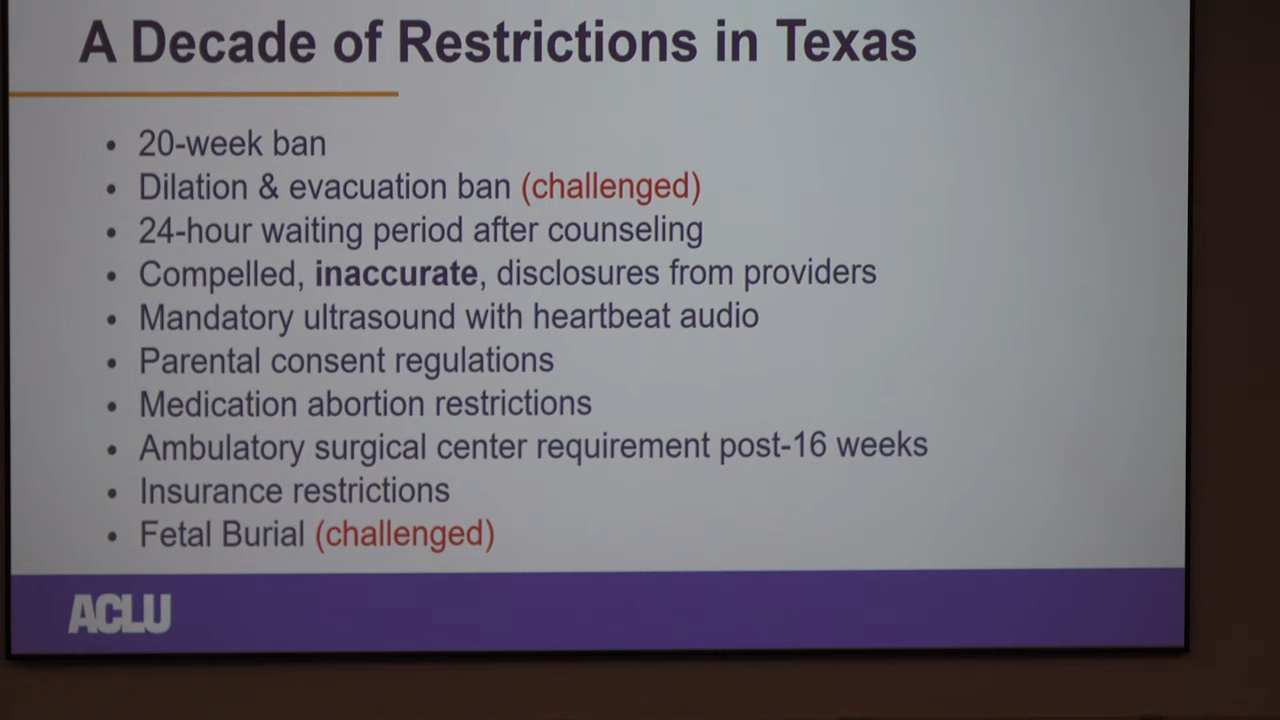 A Decade of Restrictions in Texas
• 20-week ban
• Dilation & evacuation ban (challenged)
• 24-hour waiting period after counseling
• Compelled, inaccurate, disclosures from providers
• Mandatory ultrasound with heartbeat audio
• Parental consent regulations
• Medication abortion restrictions
• Ambulatory surgical center requirement post-16 weeks
• Insurance restrictions
• Fetal Burial (challenged)
ACLU